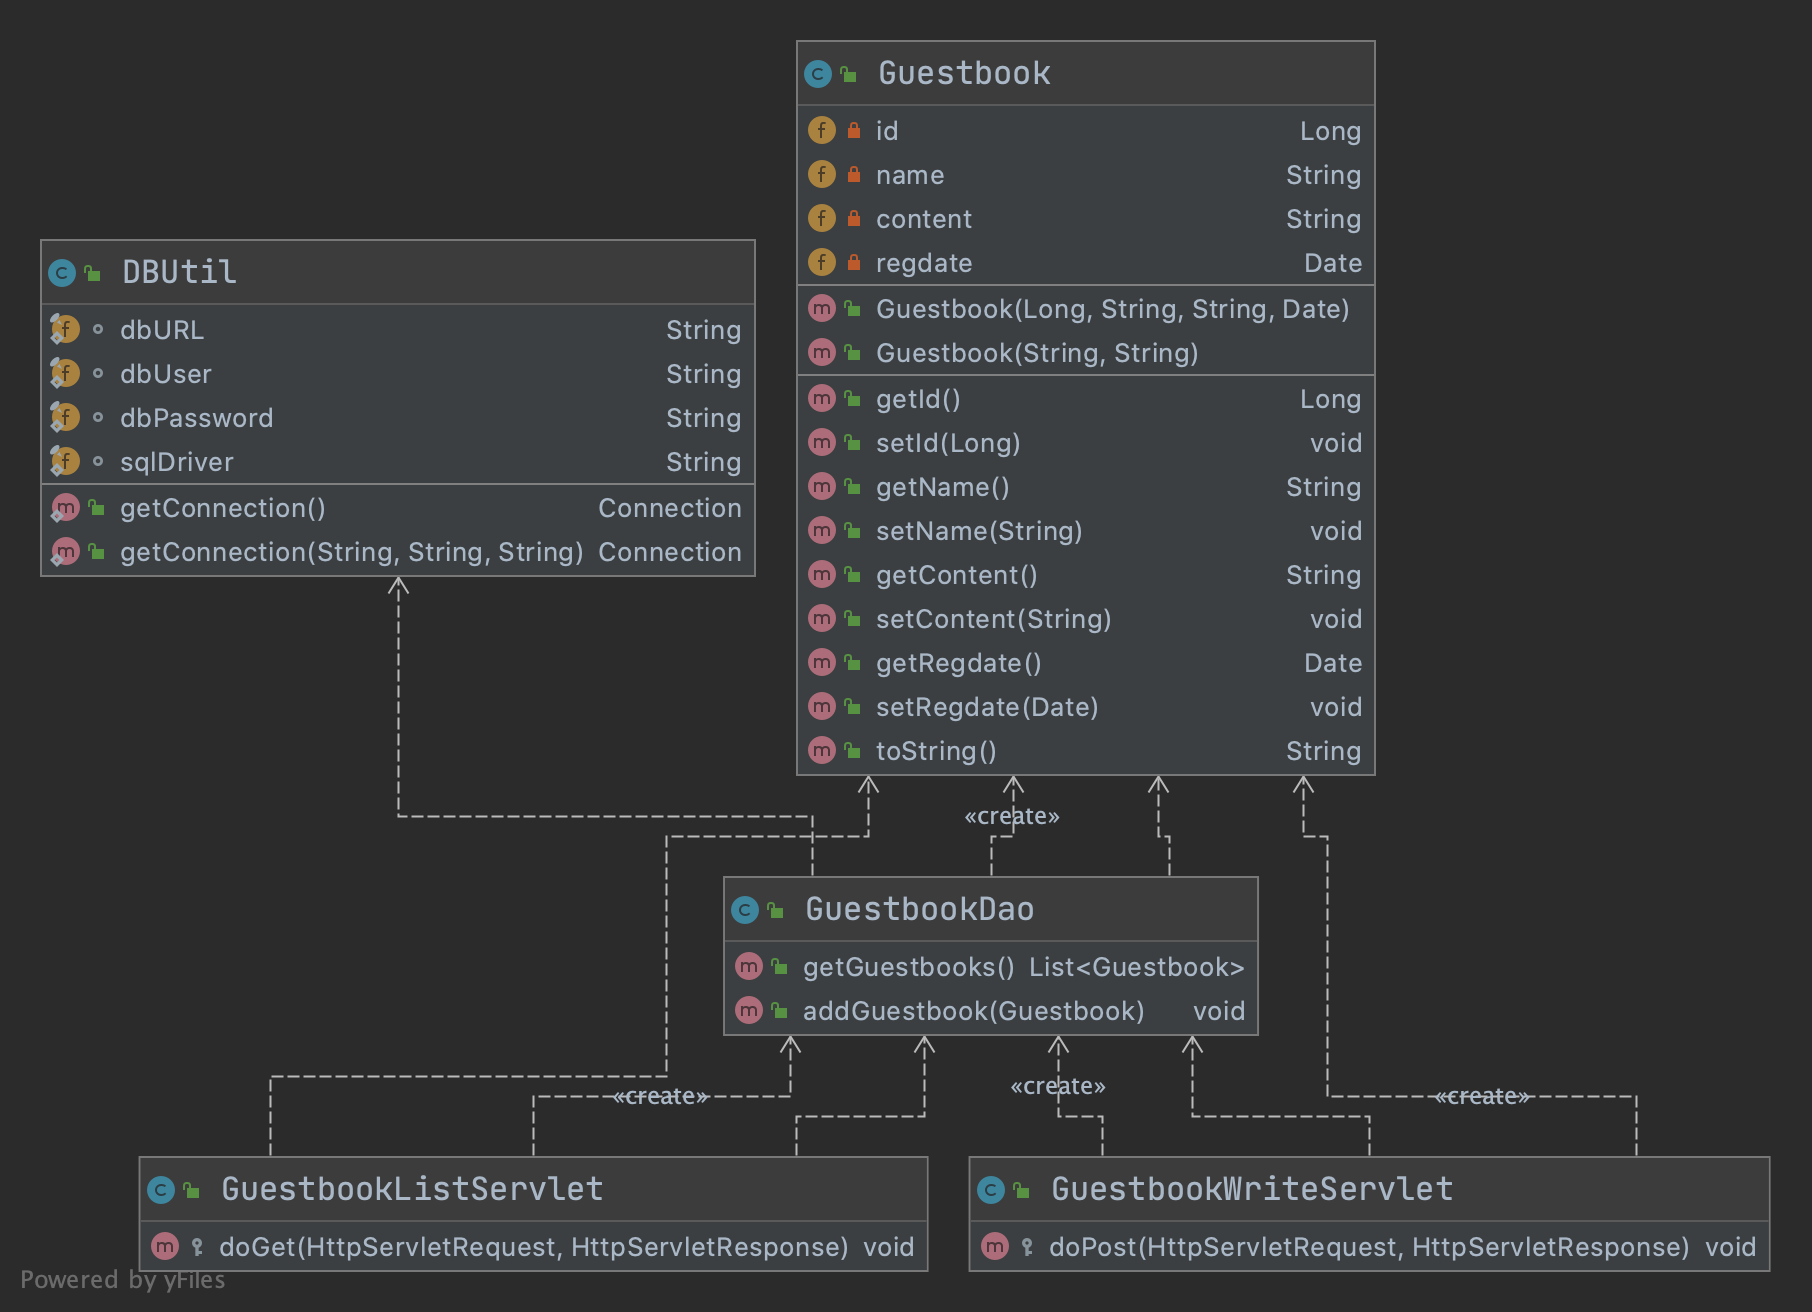 Guestbook
id Long
name String
content String
regdate Date
Guestbook(Long, String, String, Date)
Guestbook(String, String)
getId() Long
setId(Long) void
getName() String
setName(String) void
getContent() String
setContent(String) void
getRegdate() Date
setRegdate(Date) void
toString() String
DBUtil
dbURL String
dbUser String
dbPassword String
sqlDriver String
getConnection() Connection
getConnection(String, String, String) Connection
«create»
GuestbookDao
getGuestbooks() List<Guestbook>
addGuestbook(Guestbook) void
«create»
«create»
«create»
GuestbookListServlet
doGet(HttpServletRequest, HttpServletResponse) void
GuestbookWriteServlet
doPost(HttpServletRequest, HttpServletResponse) void
Powered by yFiles